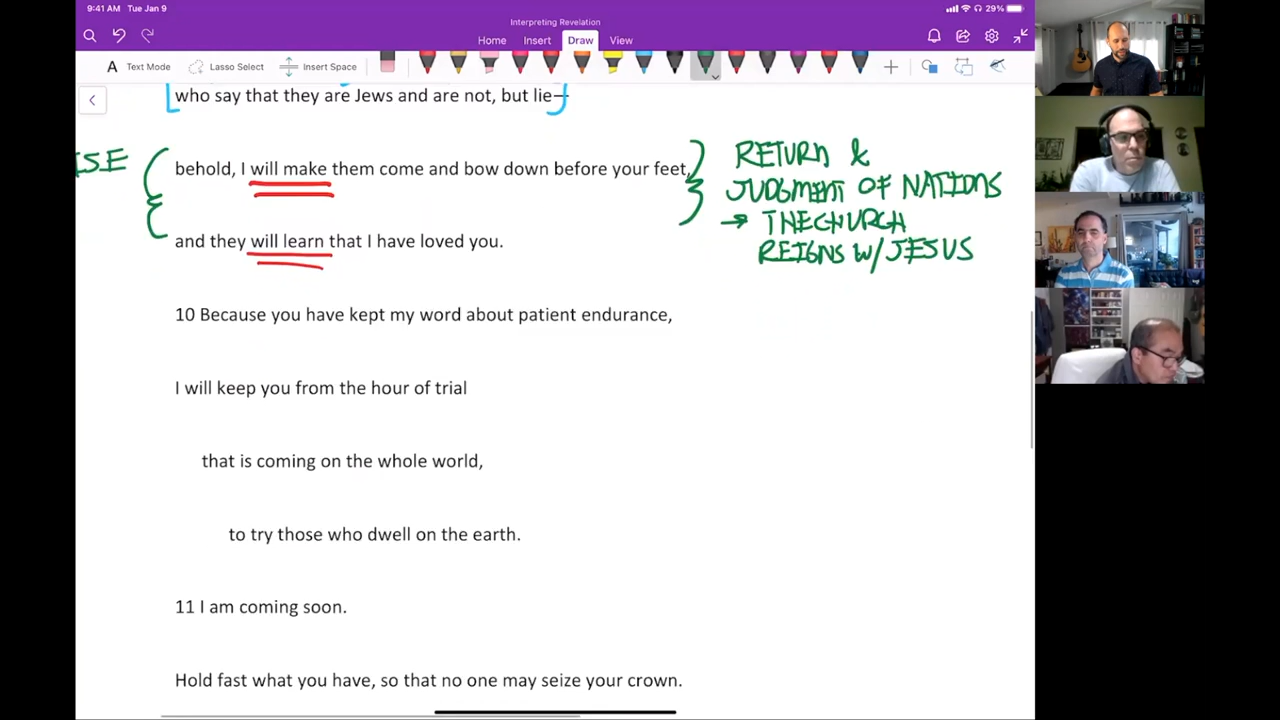 9:41 AM Tue Jan 9
29%
Interpreting Revelation
Home Insert Draw View
A Text Mode Lasso Select Insert Space
who say that they are Jews and are not, but lie—
ISE
behold, I will make them come and bow down before your feet,
and they will learn that I have loved you.
RETURN &
JUDGMENT OF NATIONS
→ THE CHURCH
REIGNS W/ JESUS
10 Because you have kept my word about patient endurance,
I will keep you from the hour of trial
that is coming on the whole world,
to try those who dwell on the earth.
11 I am coming soon.
Hold fast what you have, so that no one may seize your crown.